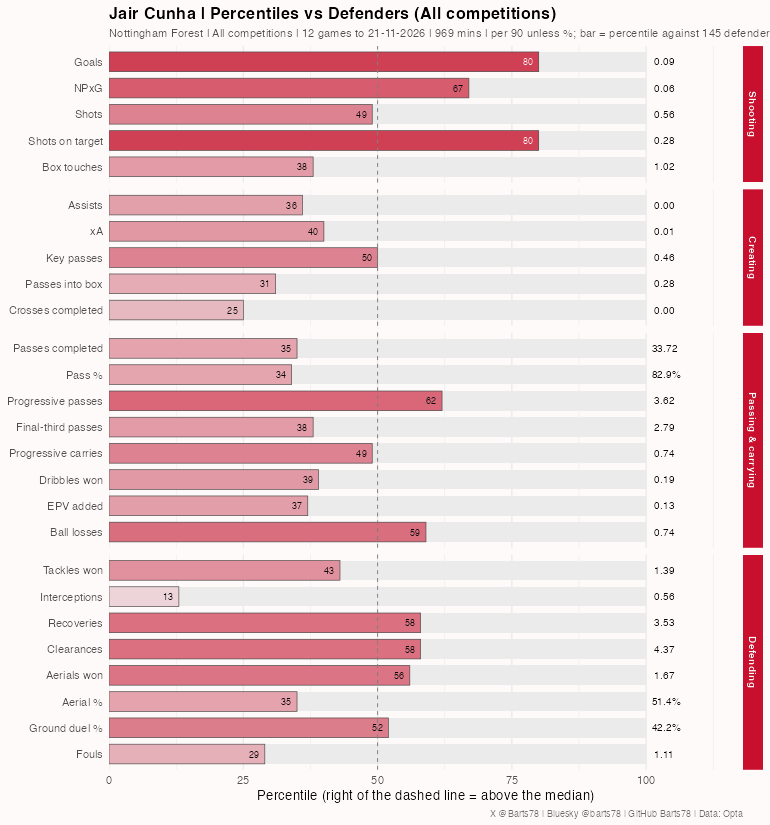 Jair Cunha | Percentiles vs Defenders (All competitions)
Nottingham Forest | All competitions | 12 games to 21-11-2026 | 969 mins | per 90 unless %; bar = percentile against 145 defender
Goals 80 0.09
NPxG 67 0.06
Shots 49 0.56
Shots on target 80 0.28
Box touches 38 1.02
Shooting
Assists 36 0.00
xA 40 0.01
Key passes 50 0.46
Passes into box 31 0.28
Crosses completed 25 0.00
Creating
Passes completed 35 33.72
Pass % 34 82.9%
Progressive passes 62 3.62
Final-third passes 38 2.79
Progressive carries 49 0.74
Dribbles won 39 0.19
EPV added 37 0.13
Ball losses 59 0.74
Passing & carrying
Tackles won 43 1.39
Interceptions 13 0.56
Recoveries 58 3.53
Clearances 58 4.37
Aerials won 56 1.67
Aerial % 35 51.4%
Ground duel % 52 42.2%
Fouls 29 1.11
Defending
0 25 50 75 100
Percentile (right of the dashed line = above the median)
X @Barts78 | Bluesky @barts78 | GitHub Barts78 | Data: Opta